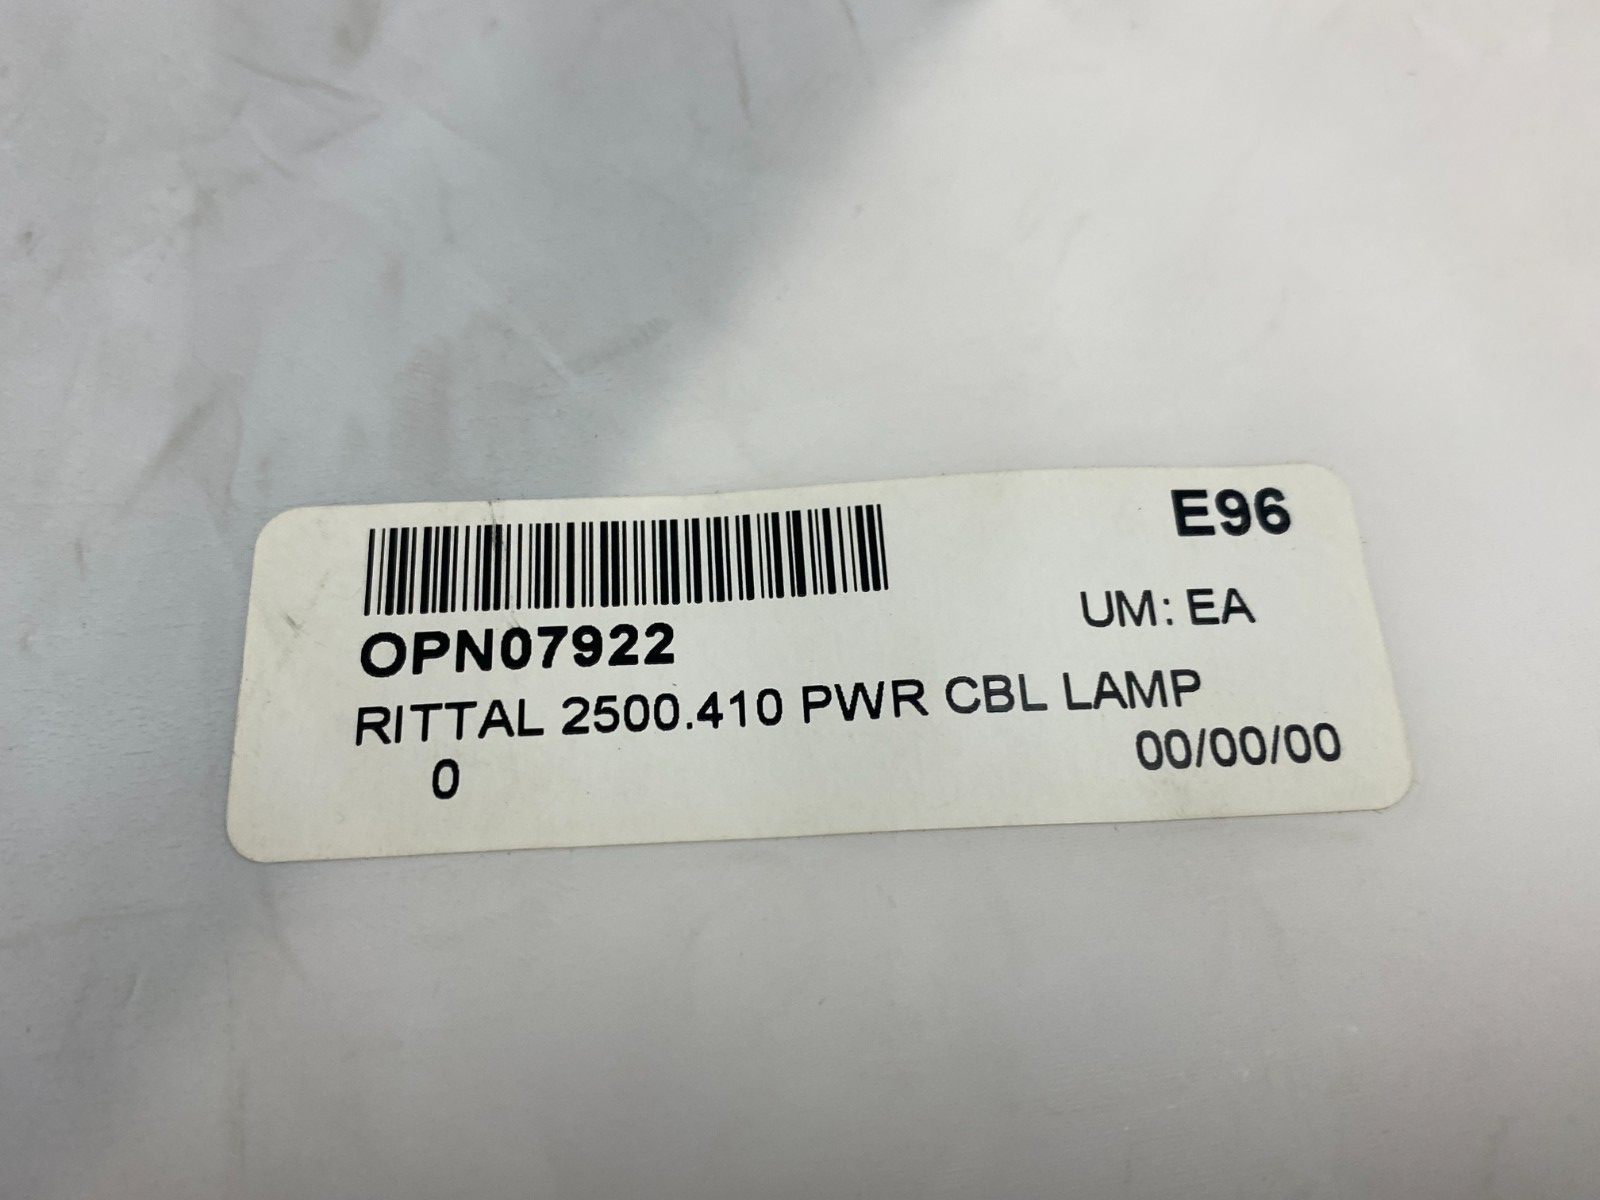 E96
UM: EA
OPN07922
RITTAL 2500.410 PWR CBL LAMP
0 00/00/00